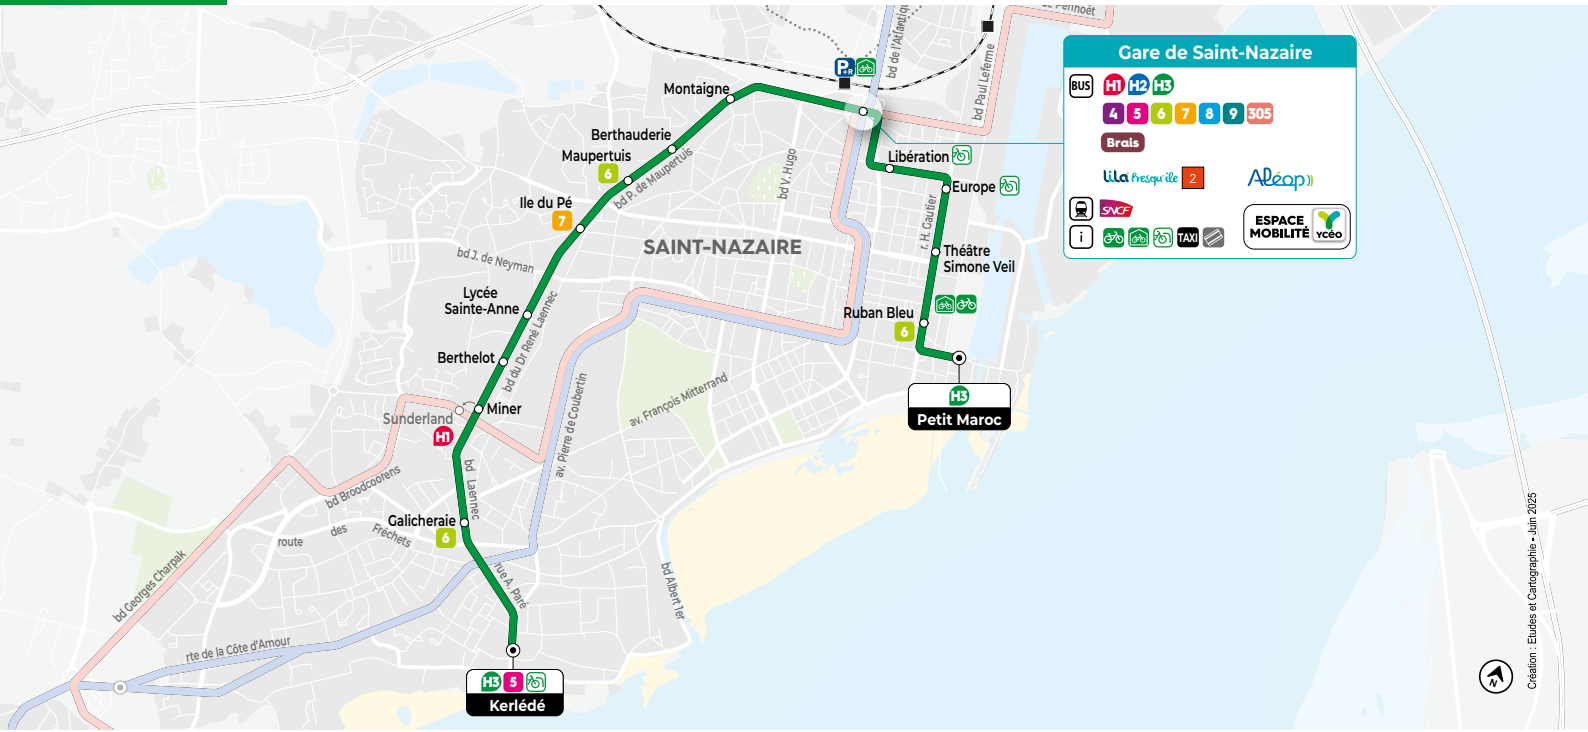 de Penhoët
bd de l'Atlantique
bd Paul Leferme
Gare de Saint-Nazaire
BUS
H1 H2 H3
4 5 6 7 8 9 305
Brais
Lila Presqu'île 2
Aléop
SNCF
i
TAXI
ESPACE
MOBILITÉ
YCÉO
P+R
Montaigne
Berthauderie
Maupertuis
6
bd P. de Maupertuis
bd V. Hugo
Libération
Europe
Ile du Pé
7
r. H. Gautier
SAINT-NAZAIRE
bd J. de Neyman
Théâtre
Simone Veil
Lycée
Sainte-Anne
bd du Dr René Laennec
Ruban Bleu
6
Berthelot
H3
Petit Maroc
av. François Mitterrand
av. Pierre de Coubertin
Sunderland
H1
Miner
bd Laennec
bd Broodcoorens
Galicheraie
6
route des Fréchets
bd Georges Charpak
rue A. Paré
bd Albert 1er
rte de la Côte d'Amour
H3 5
Kerlédé
N
Création : Etudes et Cartographie - Juin 2025